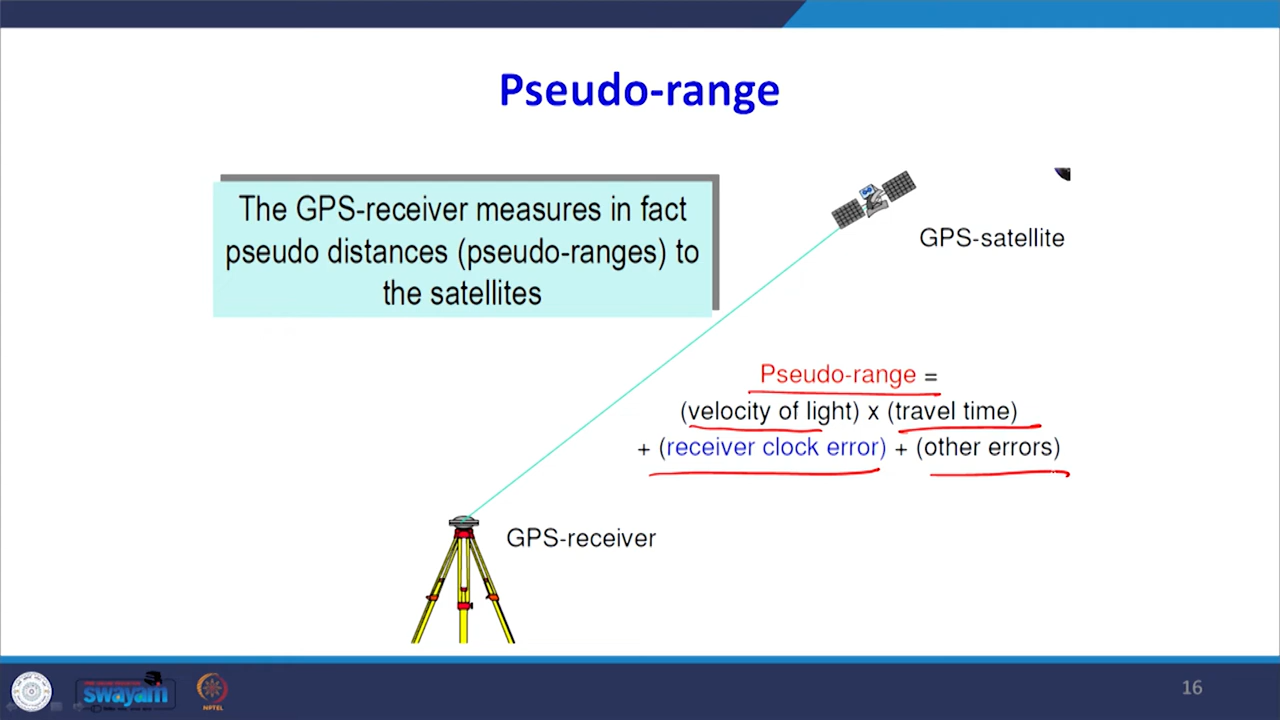 Pseudo-range
The GPS-receiver measures in fact
pseudo distances (pseudo-ranges) to
the satellites
GPS-satellite
Pseudo-range =
(velocity of light) x (travel time)
+ (receiver clock error) + (other errors)
GPS-receiver
swayam
NPTEL
16